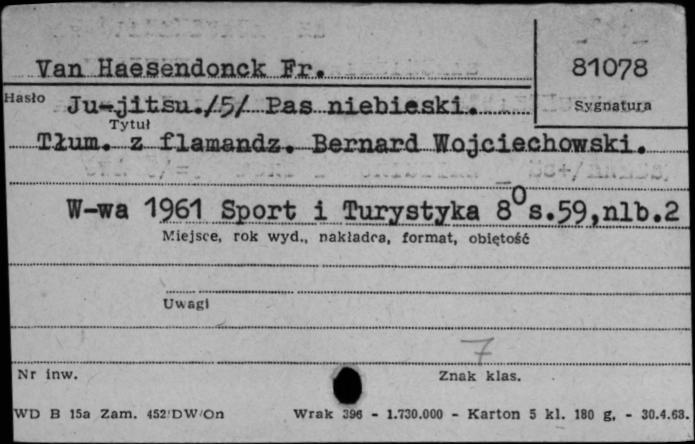 Van Haesendonck Fr.
81078
Hasło
Sygnatura
Ju-jitsu./5/ Pas niebieski.
Tytuł
Tłum. z flamandz. Bernard Wojciechowski.
W-wa 1961 Sport i Turystyka 8° s.59,nlb.2
Miejsce, rok wyd., nakładca, format, objętość
Uwagi
7
Nr inw.
Znak klas.
WD B 15a Zam. 452/DW/On Wrak 396 - 1.730.000 - Karton 5 kl. 180 g. - 30.4.63.